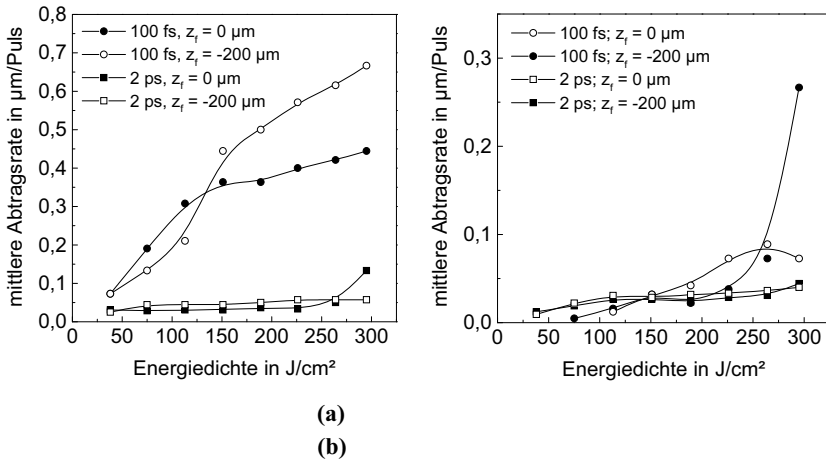 mittlere Abtragsrate in µm/Puls
0,8
0,7
0,6
0,5
0,4
0,3
0,2
0,1
0,0
100 fs, z_f = 0 µm
100 fs, z_f = -200 µm
2 ps, z_f = 0 µm
2 ps, z_f = -200 µm
0 50 100 150 200 250 300
Energiedichte in J/cm²
mittlere Abtragsrate in µm/Puls
0,3
0,2
0,1
0,0
100 fs; z_f = 0 µm
100 fs; z_f = -200 µm
2 ps; z_f = 0 µm
2 ps; z_f = -200 µm
0 50 100 150 200 250 300
Energiedichte in J/cm²
(a)
(b)